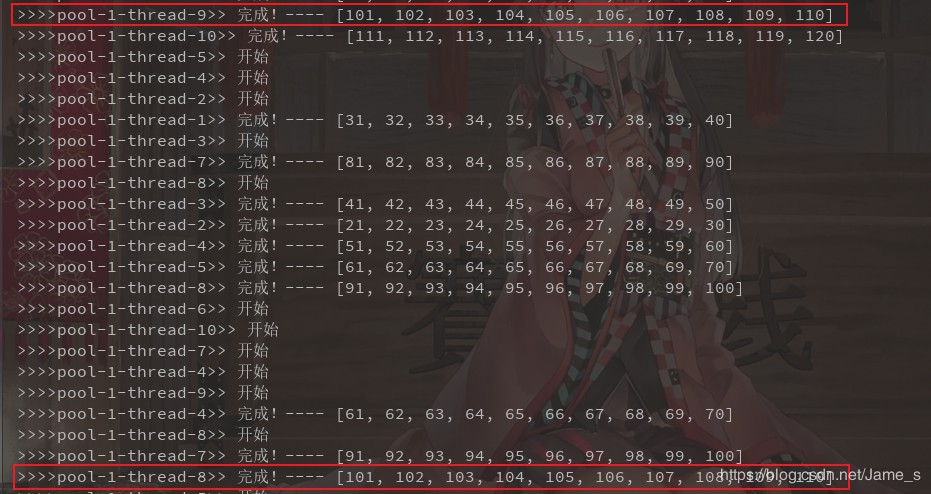 >>>>pool-1-thread-9>> 完成！---- [101, 102, 103, 104, 105, 106, 107, 108, 109, 110]
>>>>pool-1-thread-10>> 完成！---- [111, 112, 113, 114, 115, 116, 117, 118, 119, 120]
>>>>pool-1-thread-5>> 开始
>>>>pool-1-thread-4>> 开始
>>>>pool-1-thread-2>> 开始
>>>>pool-1-thread-1>> 完成！---- [31, 32, 33, 34, 35, 36, 37, 38, 39, 40]
>>>>pool-1-thread-3>> 开始
>>>>pool-1-thread-7>> 完成！---- [81, 82, 83, 84, 85, 86, 87, 88, 89, 90]
>>>>pool-1-thread-8>> 开始
>>>>pool-1-thread-3>> 完成！---- [41, 42, 43, 44, 45, 46, 47, 48, 49, 50]
>>>>pool-1-thread-2>> 完成！---- [21, 22, 23, 24, 25, 26, 27, 28, 29, 30]
>>>>pool-1-thread-4>> 完成！---- [51, 52, 53, 54, 55, 56, 57, 58, 59, 60]
>>>>pool-1-thread-5>> 完成！---- [61, 62, 63, 64, 65, 66, 67, 68, 69, 70]
>>>>pool-1-thread-8>> 完成！---- [91, 92, 93, 94, 95, 96, 97, 98, 99, 100]
>>>>pool-1-thread-6>> 开始
>>>>pool-1-thread-10>> 开始
>>>>pool-1-thread-7>> 开始
>>>>pool-1-thread-4>> 开始
>>>>pool-1-thread-9>> 开始
>>>>pool-1-thread-4>> 完成！---- [61, 62, 63, 64, 65, 66, 67, 68, 69, 70]
>>>>pool-1-thread-8>> 开始
>>>>pool-1-thread-7>> 完成！---- [91, 92, 93, 94, 95, 96, 97, 98, 99, 100]
>>>>pool-1-thread-8>> 完成！---- [101, 102, 103, 104, 105, 106, 107, 108, 109, 110]
https://blog.csdn.net/Jame_s